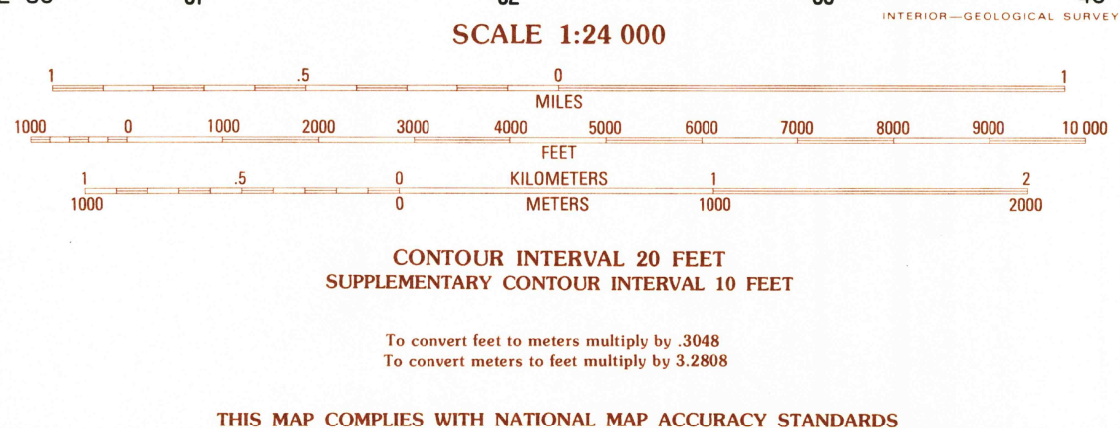 INTERIOR—GEOLOGICAL SURVEY
SCALE 1:24 000
1 .5 0 1
MILES
1000 0 1000 2000 3000 4000 5000 6000 7000 8000 9000 10 000
FEET
1 .5 0 KILOMETERS 1 2
1000 0 METERS 1000 2000
CONTOUR INTERVAL 20 FEET
SUPPLEMENTARY CONTOUR INTERVAL 10 FEET
To convert feet to meters multiply by .3048
To convert meters to feet multiply by 3.2808
THIS MAP COMPLIES WITH NATIONAL MAP ACCURACY STANDARDS